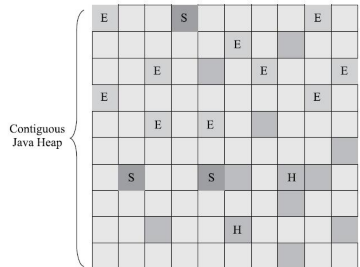 E S E
E
E E E
E E
E E
Contiguous
Java Heap
S S H
H